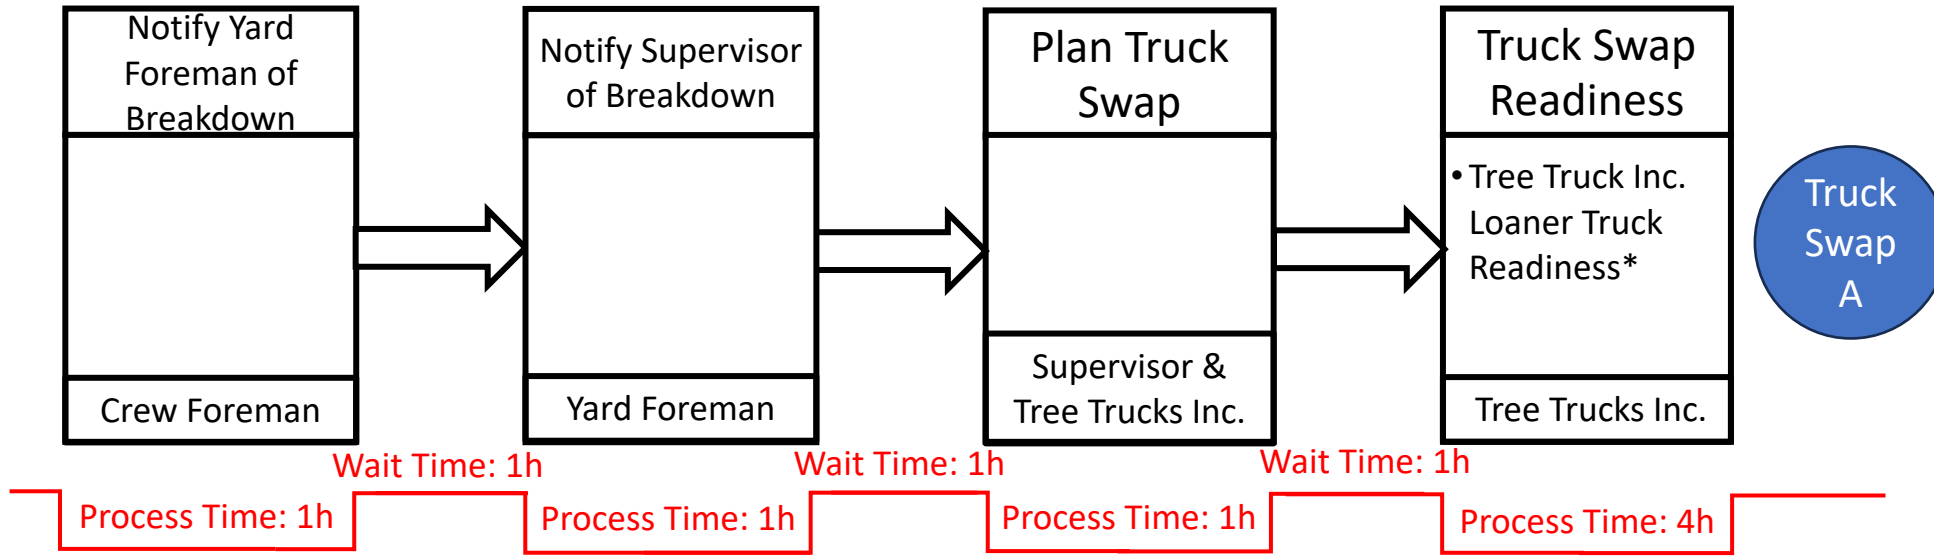 Notify Yard
Foreman of
Breakdown
Crew Foreman
Notify Supervisor
of Breakdown
Yard Foreman
Plan Truck
Swap
Supervisor &
Tree Trucks Inc.
Truck Swap
Readiness
• Tree Truck Inc.
Loaner Truck
Readiness*
Tree Trucks Inc.
Truck
Swap
A
Wait Time: 1h
Wait Time: 1h
Wait Time: 1h
Process Time: 1h
Process Time: 1h
Process Time: 1h
Process Time: 4h